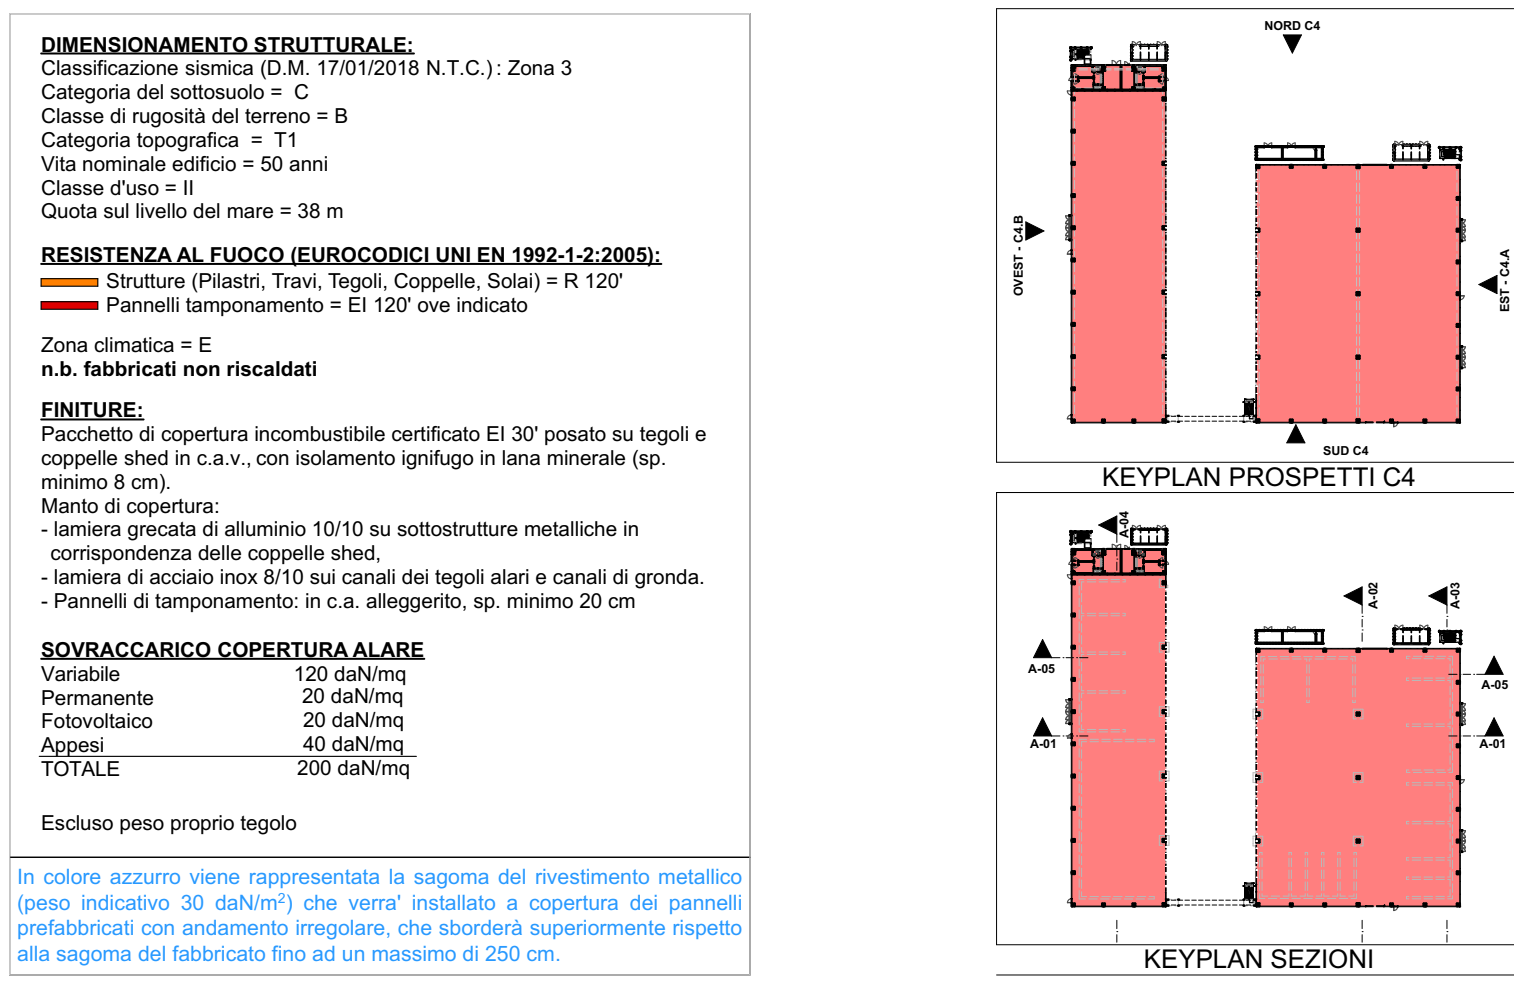 DIMENSIONAMENTO STRUTTURALE:
Classificazione sismica (D.M. 17/01/2018 N.T.C.) : Zona 3
Categoria del sottosuolo = C
Classe di rugosità del terreno = B
Categoria topografica = T1
Vita nominale edificio = 50 anni
Classe d'uso = II
Quota sul livello del mare = 38 m
RESISTENZA AL FUOCO (EUROCODICI UNI EN 1992-1-2:2005):
Strutture (Pilastri, Travi, Tegoli, Coppelle, Solai) = R 120'
Pannelli tamponamento = EI 120' ove indicato
Zona climatica = E
n.b. fabbricati non riscaldati
FINITURE:
Pacchetto di copertura incombustibile certificato EI 30' posato su tegoli e
coppelle shed in c.a.v., con isolamento ignifugo in lana minerale (sp.
minimo 8 cm).
Manto di copertura:
- lamiera grecata di alluminio 10/10 su sottostrutture metalliche in
corrispondenza delle coppelle shed,
- lamiera di acciaio inox 8/10 sui canali dei tegoli alari e canali di gronda.
- Pannelli di tamponamento: in c.a. alleggerito, sp. minimo 20 cm
SOVRACCARICO COPERTURA ALARE
Variabile 120 daN/mq
Permanente 20 daN/mq
Fotovoltaico 20 daN/mq
Appesi 40 daN/mq
TOTALE 200 daN/mq
Escluso peso proprio tegolo
In colore azzurro viene rappresentata la sagoma del rivestimento metallico
(peso indicativo 30 daN/m²) che verra' installato a copertura dei pannelli
prefabbricati con andamento irregolare, che sborderà superiormente rispetto
alla sagoma del fabbricato fino ad un massimo di 250 cm.
NORD C4
OVEST - C4.B
EST - C4.A
SUD C4
KEYPLAN PROSPETTI C4
A-04
A-02
A-03
A-05
A-05
A-01
A-01
KEYPLAN SEZIONI